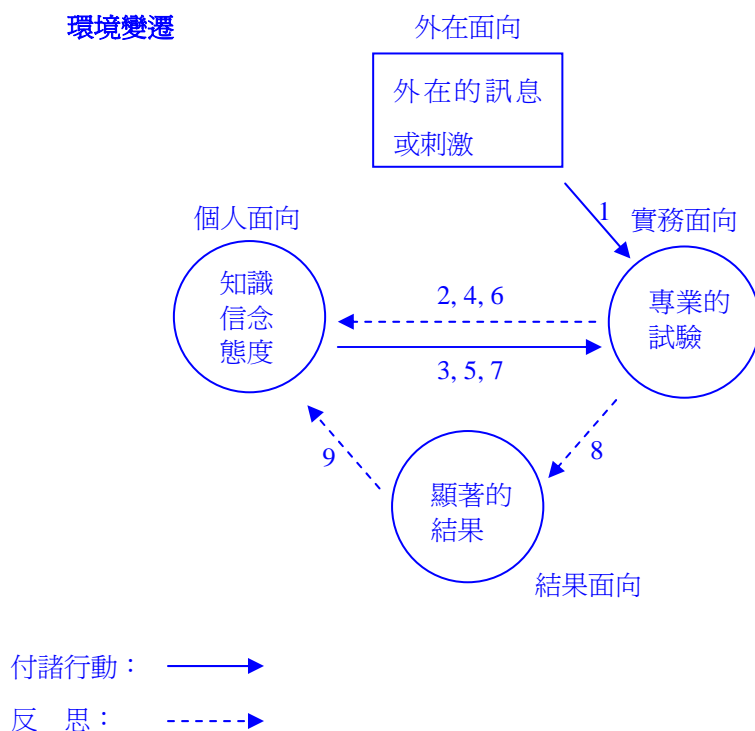 環境變遷
外在面向
外在的訊息
或刺激
1
個人面向
實務面向
知識
信念
態度
2, 4, 6
3, 5, 7
專業的
試驗
9
8
顯著的
結果
結果面向
付諸行動：
反 思：